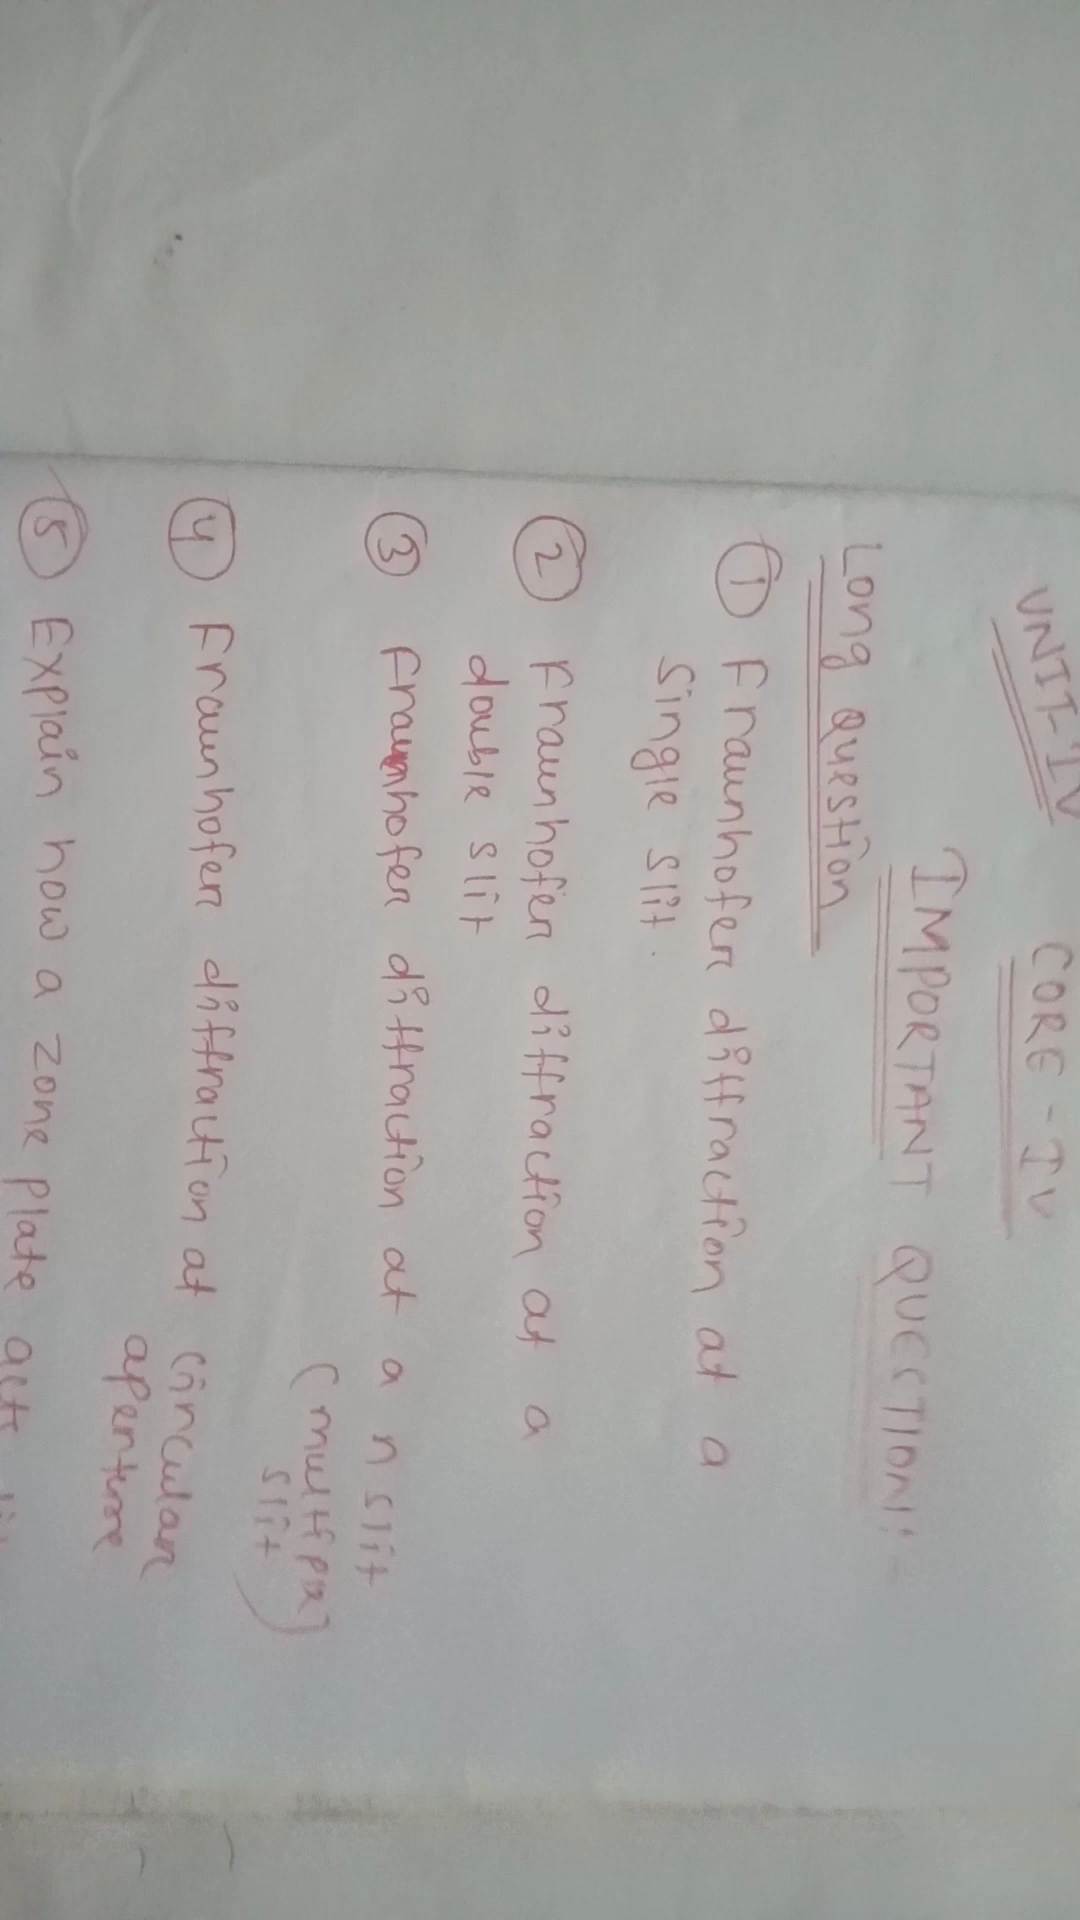 UNIT-IV CORE-IV
IMPORTANT QUESTION:-
Long Question
① Fraunhofer diffraction at a
single slit.
② Fraunhofer diffraction at a
double slit
③ Fraunhofer diffraction at a n slit
(multiple
slit)
④ Fraunhofer diffraction at circular
aperture
⑤ Explain how a zone plate acts